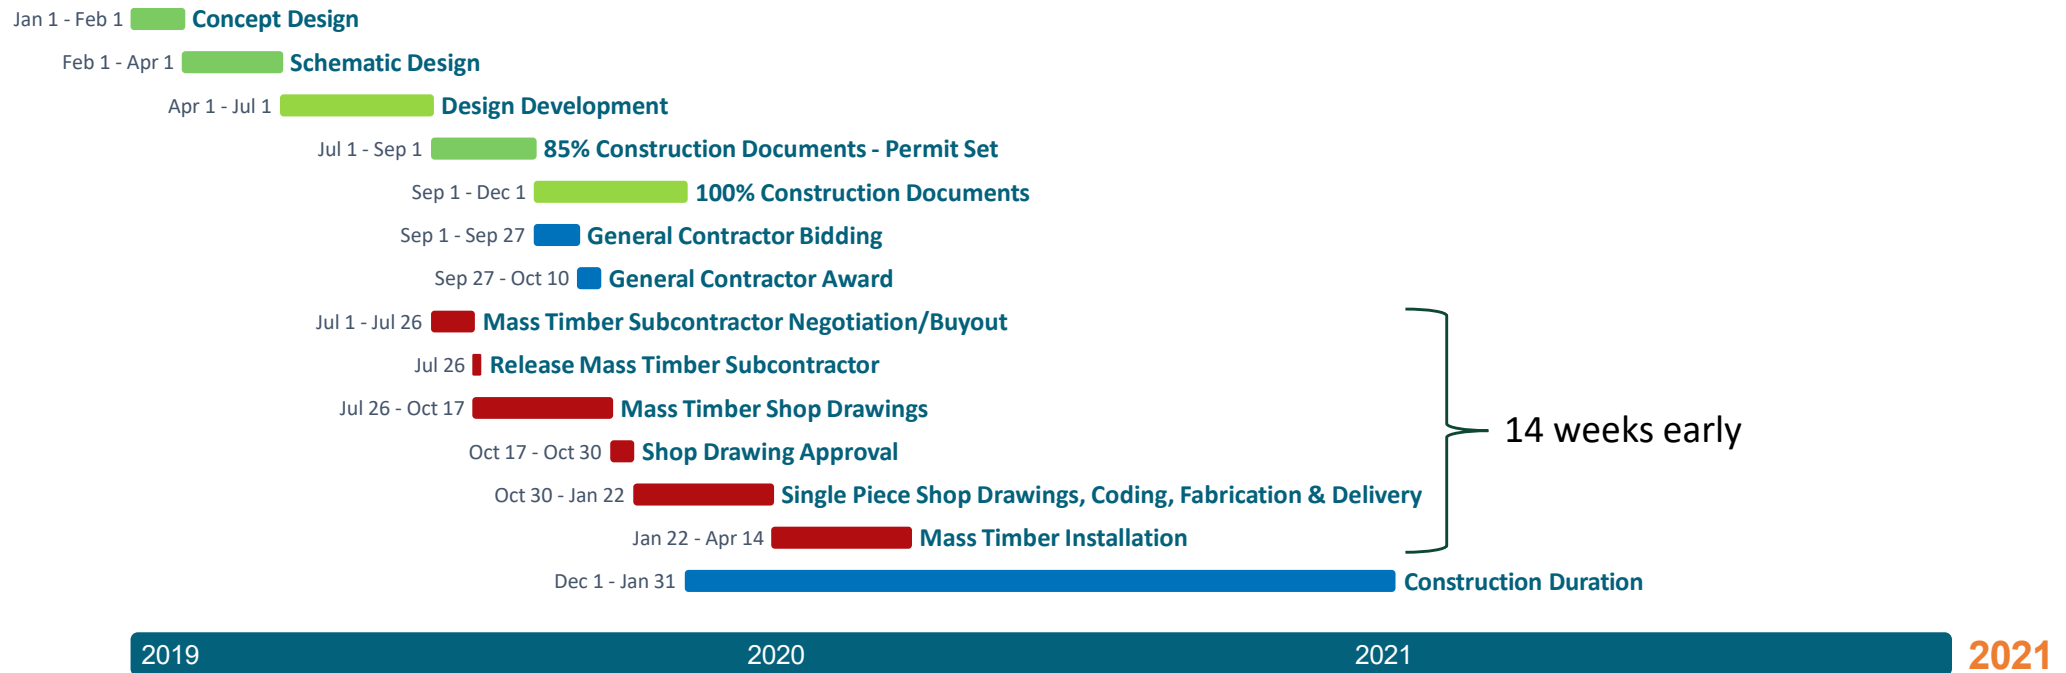 Jan 1 - Feb 1 Concept Design
Feb 1 - Apr 1 Schematic Design
Apr 1 - Jul 1 Design Development
Jul 1 - Sep 1 85% Construction Documents - Permit Set
Sep 1 - Dec 1 100% Construction Documents
Sep 1 - Sep 27 General Contractor Bidding
Sep 27 - Oct 10 General Contractor Award
Jul 1 - Jul 26 Mass Timber Subcontractor Negotiation/Buyout
Jul 26 Release Mass Timber Subcontractor
Jul 26 - Oct 17 Mass Timber Shop Drawings
14 weeks early
Oct 17 - Oct 30 Shop Drawing Approval
Oct 30 - Jan 22 Single Piece Shop Drawings, Coding, Fabrication & Delivery
Jan 22 - Apr 14 Mass Timber Installation
Dec 1 - Jan 31 Construction Duration
2019 2020 2021 2021